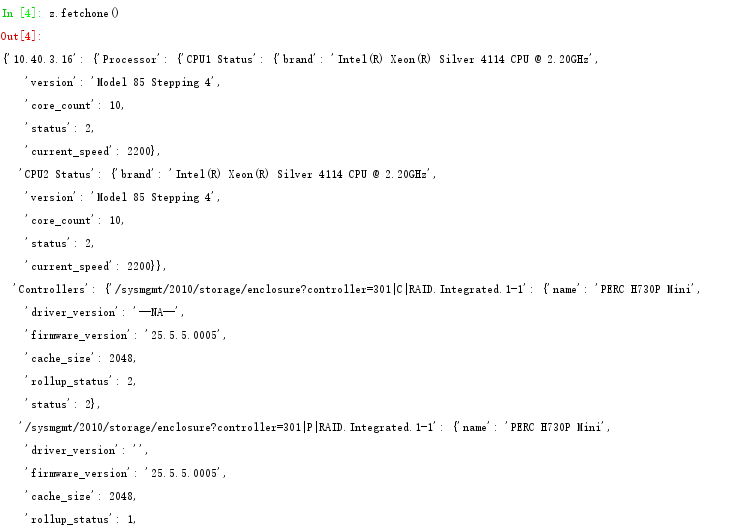 In [4]: z.fetchone()
Out[4]:
{'10.40.3.16': {'Processor': {'CPU1 Status': {'brand': 'Intel(R) Xeon(R) Silver 4114 CPU @ 2.20GHz',
'version': 'Model 85 Stepping 4',
'core_count': 10,
'status': 2,
'current_speed': 2200},
'CPU2 Status': {'brand': 'Intel(R) Xeon(R) Silver 4114 CPU @ 2.20GHz',
'version': 'Model 85 Stepping 4',
'core_count': 10,
'status': 2,
'current_speed': 2200}},
'Controllers': {'/sysmgmt/2010/storage/enclosure?controller=301|C|RAID.Integrated.1-1': {'name': 'PERC H730P Mini',
'driver_version': '--NA--',
'firmware_version': '25.5.5.0005',
'cache_size': 2048,
'rollup_status': 2,
'status': 2},
'/sysmgmt/2010/storage/enclosure?controller=301|P|RAID.Integrated.1-1': {'name': 'PERC H730P Mini',
'driver_version': '',
'firmware_version': '25.5.5.0005',
'cache_size': 2048,
'rollup_status': 1,